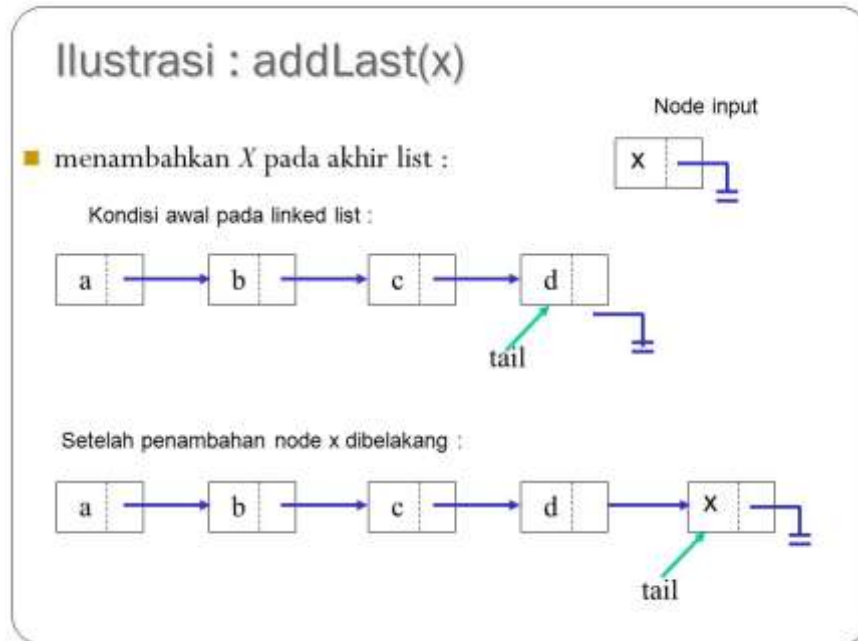 Ilustrasi : addLast(x)
Node input
menambahkan X pada akhir list :
x
Kondisi awal pada linked list :
a b c d
tail
Setelah penambahan node x dibelakang :
a b c d x
tail